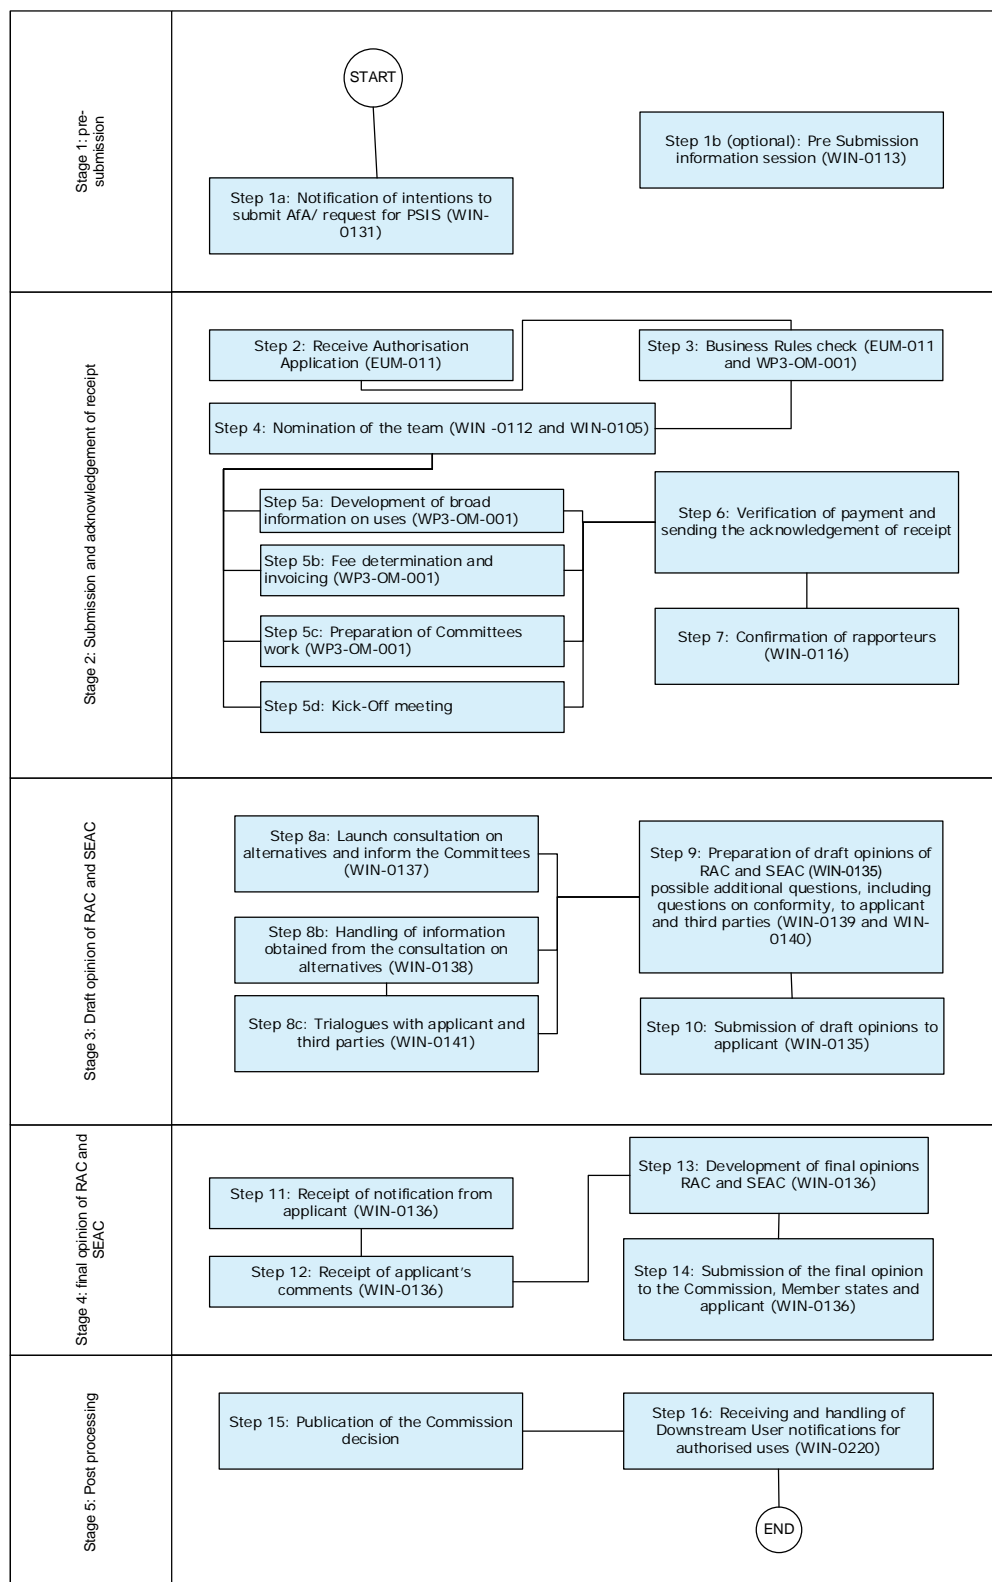 Stage 1: pre-
submission
START
Step 1a: Notification of intentions to
submit AfA/ request for PSIS (WIN-
0131)
Step 1b (optional): Pre Submission
information session (WIN-0113)
Stage 2: Submission and acknowledgement of receipt
Step 2: Receive Authorisation
Application (EUM-011)
Step 3: Business Rules check (EUM-011
and WP3-OM-001)
Step 4: Nomination of the team (WIN -0112 and WIN-0105)
Step 5a: Development of broad
information on uses (WP3-OM-001)
Step 5b: Fee determination and
invoicing (WP3-OM-001)
Step 5c: Preparation of Committees
work (WP3-OM-001)
Step 5d: Kick-Off meeting
Step 6: Verification of payment and
sending the acknowledgement of receipt
Step 7: Confirmation of rapporteurs
(WIN-0116)
Stage 3: Draft opinion of RAC and SEAC
Step 8a: Launch consultation on
alternatives and inform the Committees
(WIN-0137)
Step 8b: Handling of information
obtained from the consultation on
alternatives (WIN-0138)
Step 8c: Trialogues with applicant and
third parties (WIN-0141)
Step 9: Preparation of draft opinions of
RAC and SEAC (WIN-0135)
possible additional questions, including
questions on conformity, to applicant
and third parties (WIN-0139 and WIN-
0140)
Step 10: Submission of draft opinions to
applicant (WIN-0135)
Stage 4: final opinion of RAC and
SEAC
Step 11: Receipt of notification from
applicant (WIN-0136)
Step 12: Receipt of applicant's
comments (WIN-0136)
Step 13: Development of final opinions
RAC and SEAC (WIN-0136)
Step 14: Submission of the final opinion
to the Commission, Member states and
applicant (WIN-0136)
Stage 5: Post processing
Step 15: Publication of the Commission
decision
Step 16: Receiving and handling of
Downstream User notifications for
authorised uses (WIN-0220)
END